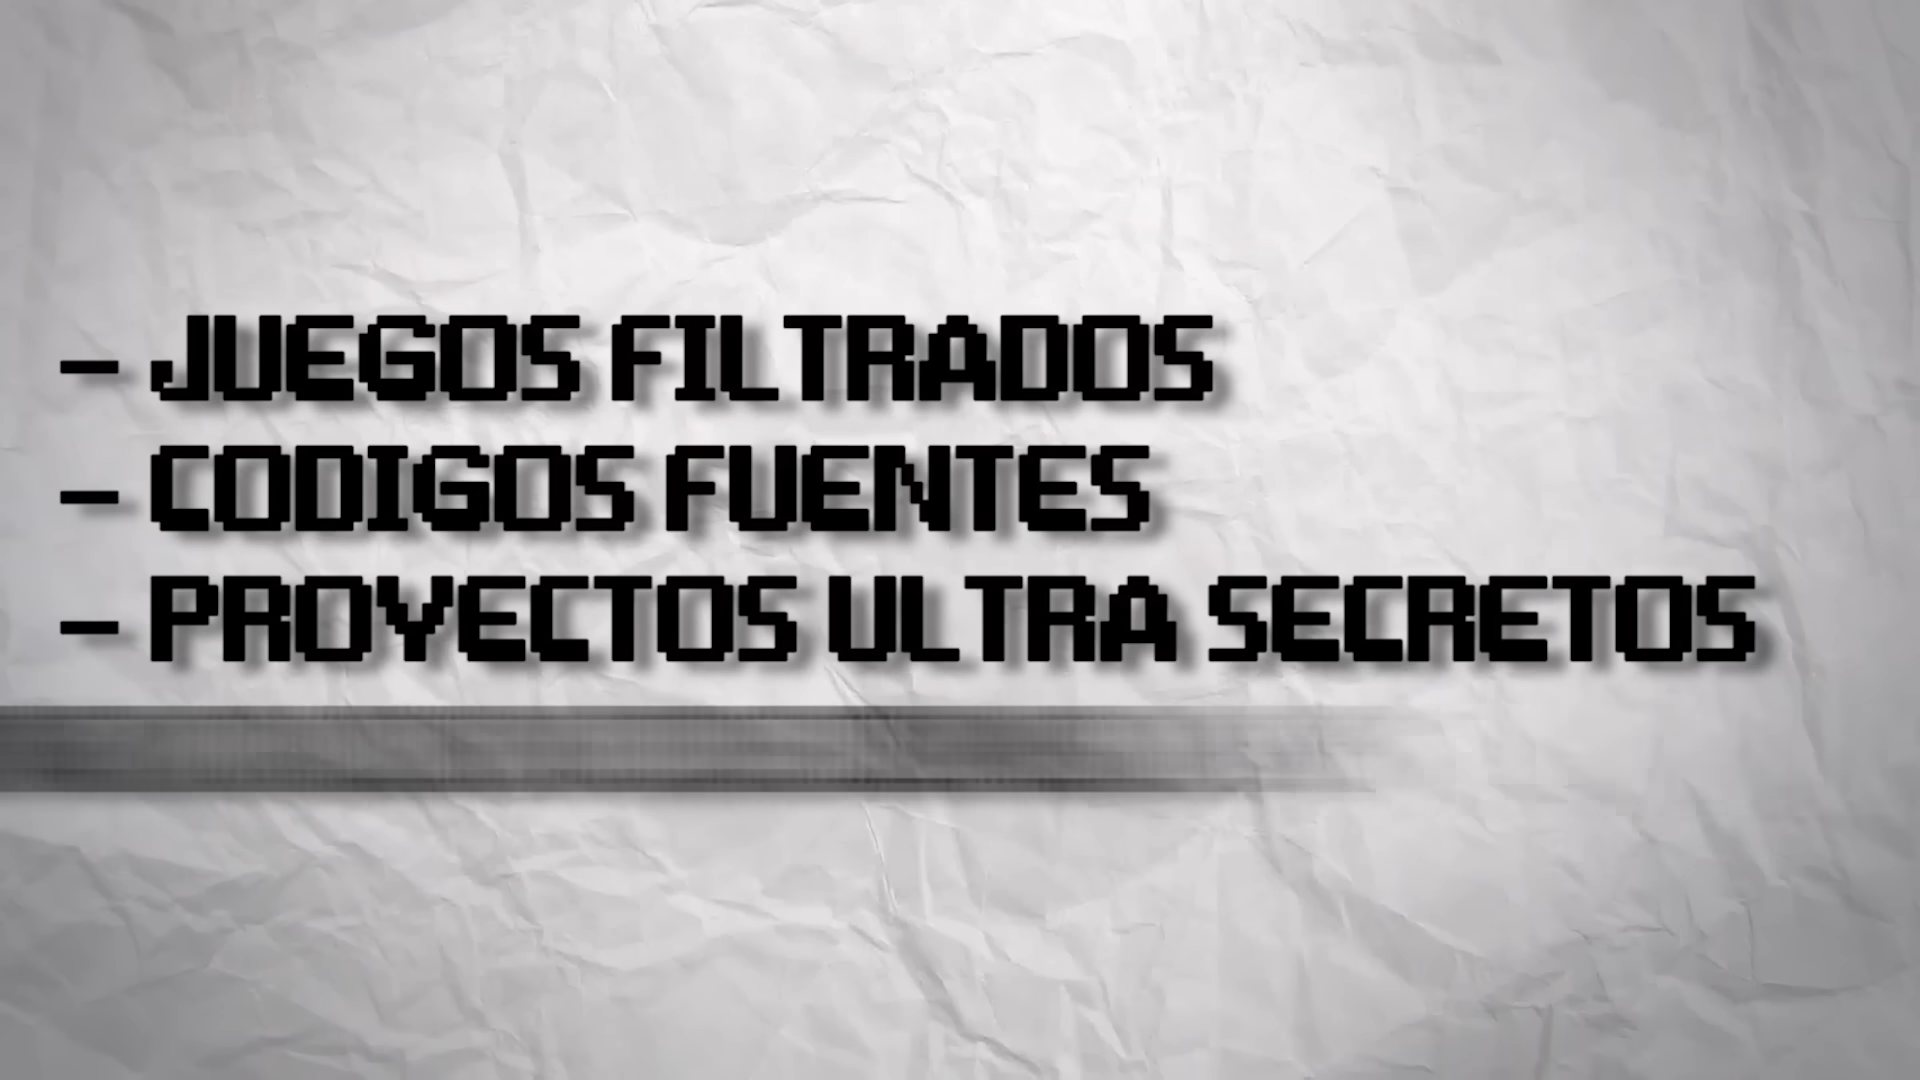 - JUEGOS FILTRADOS
- CODIGOS FUENTES
- PROYECTOS ULTRA SECRETOS